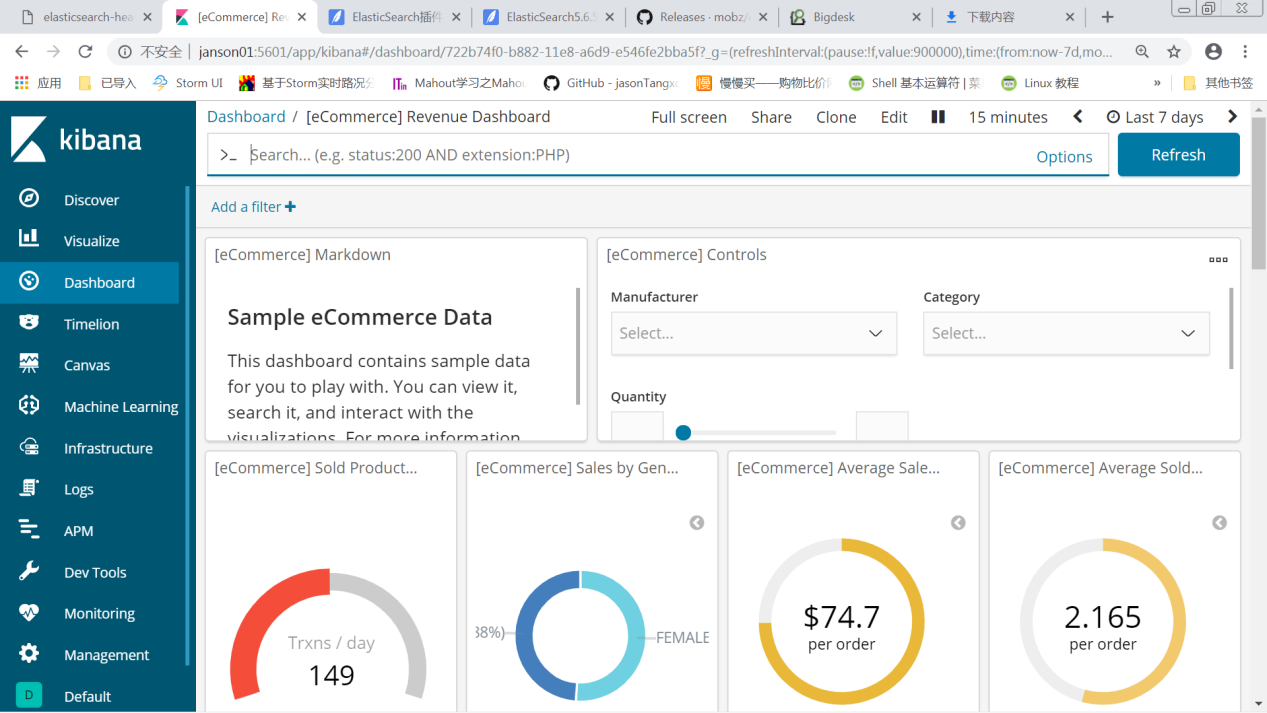 elasticsearch-hea
[eCommerce] Rev
ElasticSearch插件
ElasticSearch5.6.5
Releases · mobz/e
Bigdesk
下载内容
不安全 | janson01:5601/app/kibana#/dashboard/722b74f0-b882-11e8-a6d9-e546fe2bba5f?_g=(refreshInterval:(pause:!f,value:900000),time:(from:now-7d,mo...
应用
已导入
Storm UI
基于Storm实时路况分
Mahout学习之Mahou
GitHub - jasonTangxd
慢慢买——购物比价网
Shell 基本运算符 | 菜
Linux 教程
»
其他书签
kibana
Discover
Visualize
Dashboard
Timelion
Canvas
Machine Learning
Infrastructure
Logs
APM
Dev Tools
Monitoring
Management
D Default
Dashboard / [eCommerce] Revenue Dashboard
Full screen Share Clone Edit 15 minutes Last 7 days
>_ Search... (e.g. status:200 AND extension:PHP) Options Refresh
Add a filter +
[eCommerce] Markdown
Sample eCommerce Data
This dashboard contains sample data
for you to play with. You can view it,
search it, and interact with the
visualizations. For more information
[eCommerce] Controls
Manufacturer Category
Select... Select...
Quantity
[eCommerce] Sold Product...
Trxns / day
149
[eCommerce] Sales by Gen...
38%) FEMALE
[eCommerce] Average Sale...
$74.7
per order
[eCommerce] Average Sold...
2.165
per order